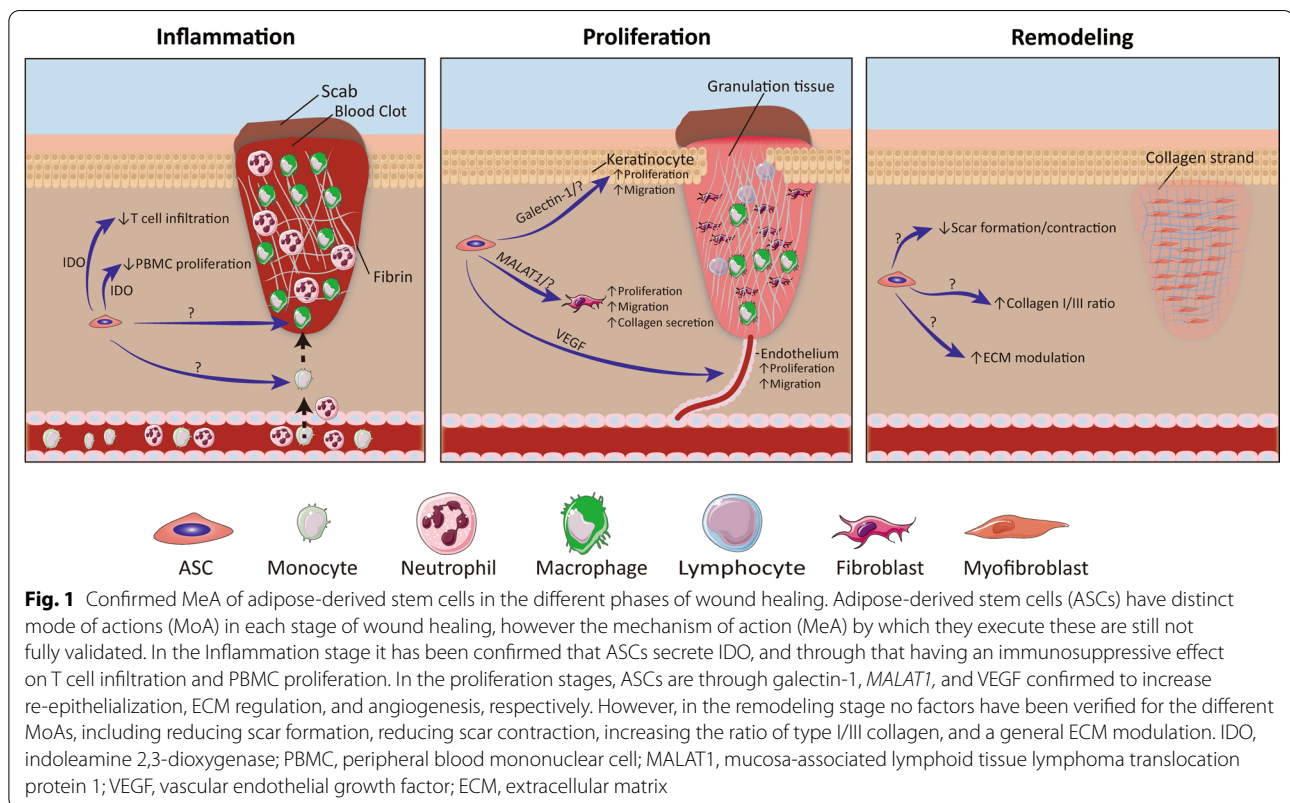 Inflammation
Scab
Blood Clot
↓T cell infiltration
IDO
↓PBMC proliferation
IDO
Fibrin
?
?
Proliferation
Granulation tissue
Keratinocyte
↑Proliferation
↑Migration
Galectin-1/?
MALAT1/?
↑Proliferation
↑Migration
↑Collagen secretion
VEGF
Endothelium
↑Proliferation
↑Migration
Remodeling
Collagen strand
?
↓Scar formation/contraction
?
↑Collagen I/III ratio
?
↑ECM modulation
ASC
Monocyte
Neutrophil
Macrophage
Lymphocyte
Fibroblast
Myofibroblast
Fig. 1 Confirmed MeA of adipose-derived stem cells in the different phases of wound healing. Adipose-derived stem cells (ASCs) have distinct
mode of actions (MoA) in each stage of wound healing, however the mechanism of action (MeA) by which they execute these are still not
fully validated. In the Inflammation stage it has been confirmed that ASCs secrete IDO, and through that having an immunosuppressive effect
on T cell infiltration and PBMC proliferation. In the proliferation stages, ASCs are through galectin-1, MALAT1, and VEGF confirmed to increase
re-epithelialization, ECM regulation, and angiogenesis, respectively. However, in the remodeling stage no factors have been verified for the different
MoAs, including reducing scar formation, reducing scar contraction, increasing the ratio of type I/III collagen, and a general ECM modulation. IDO,
indoleamine 2,3-dioxygenase; PBMC, peripheral blood mononuclear cell; MALAT1, mucosa-associated lymphoid tissue lymphoma translocation
protein 1; VEGF, vascular endothelial growth factor; ECM, extracellular matrix